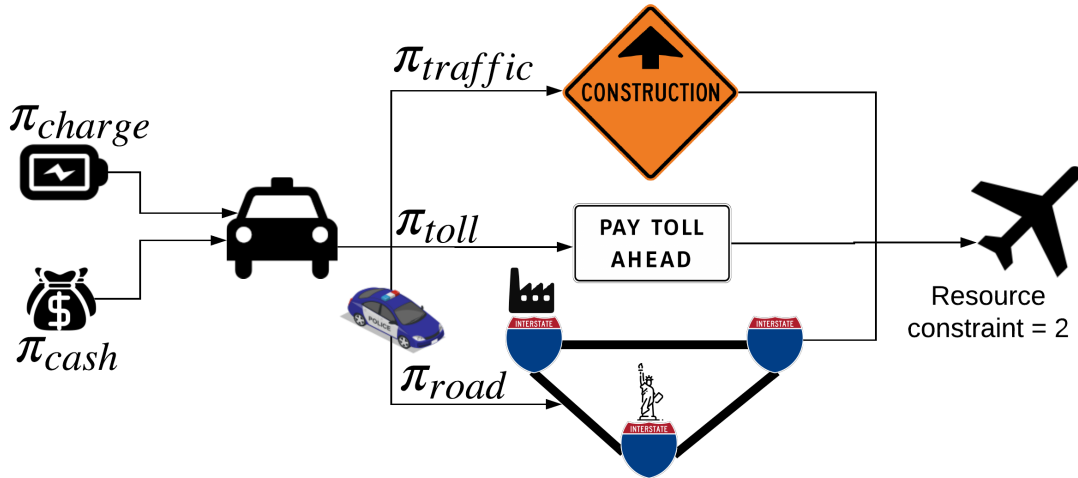 π_charge
π_cash
$
π_traffic
CONSTRUCTION
π_toll
PAY TOLL
AHEAD
POLICE
π_road
INTERSTATE
INTERSTATE
INTERSTATE
Resource
constraint = 2